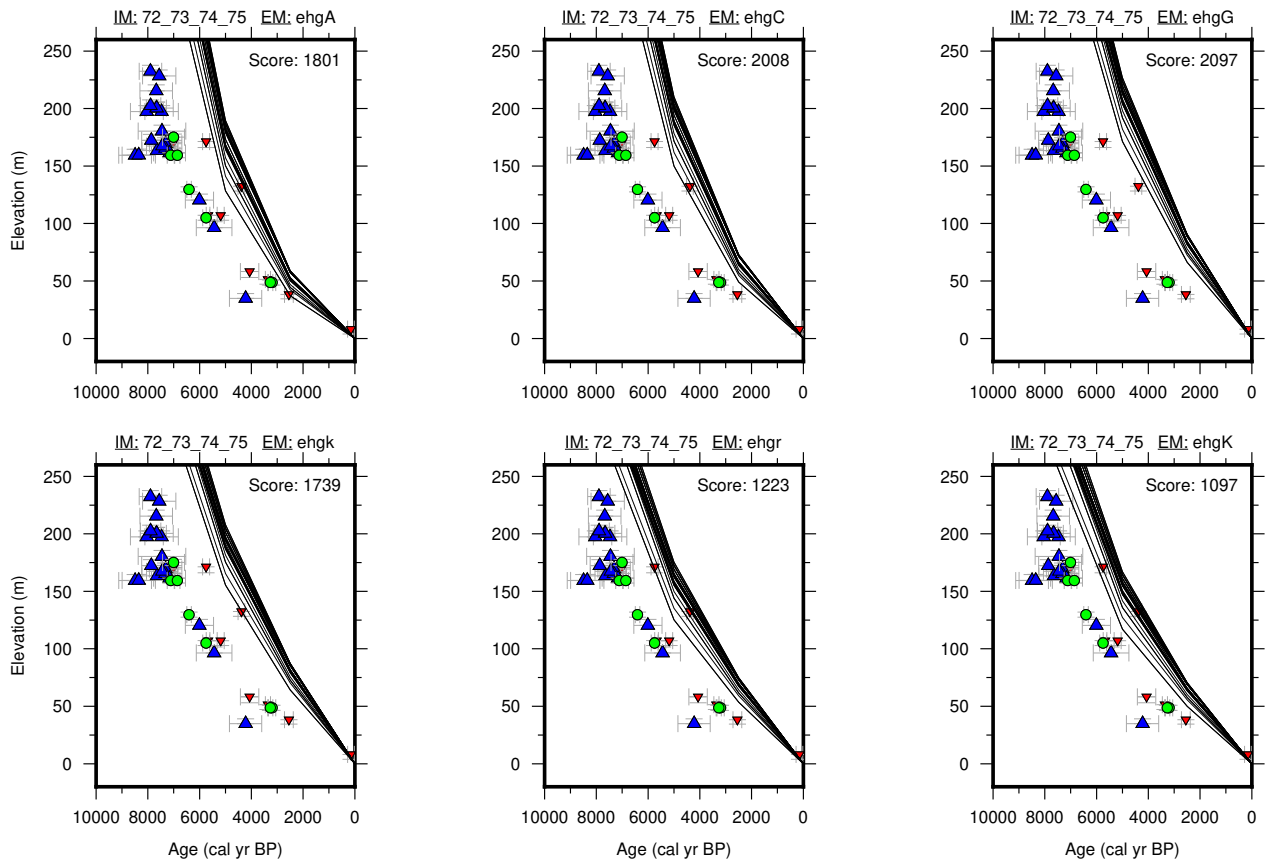 IM: 72_73_74_75 EM: ehgA
IM: 72_73_74_75 EM: ehgC
IM: 72_73_74_75 EM: ehgG
Score: 1801
Score: 2008
Score: 2097
Elevation (m)
250
200
150
100
50
0
250
200
150
100
50
0
250
200
150
100
50
0
10000 8000 6000 4000 2000 0
10000 8000 6000 4000 2000 0
10000 8000 6000 4000 2000 0
IM: 72_73_74_75 EM: ehgk
IM: 72_73_74_75 EM: ehgr
IM: 72_73_74_75 EM: ehgK
Score: 1739
Score: 1223
Score: 1097
Elevation (m)
250
200
150
100
50
0
250
200
150
100
50
0
250
200
150
100
50
0
10000 8000 6000 4000 2000 0
10000 8000 6000 4000 2000 0
10000 8000 6000 4000 2000 0
Age (cal yr BP)
Age (cal yr BP)
Age (cal yr BP)